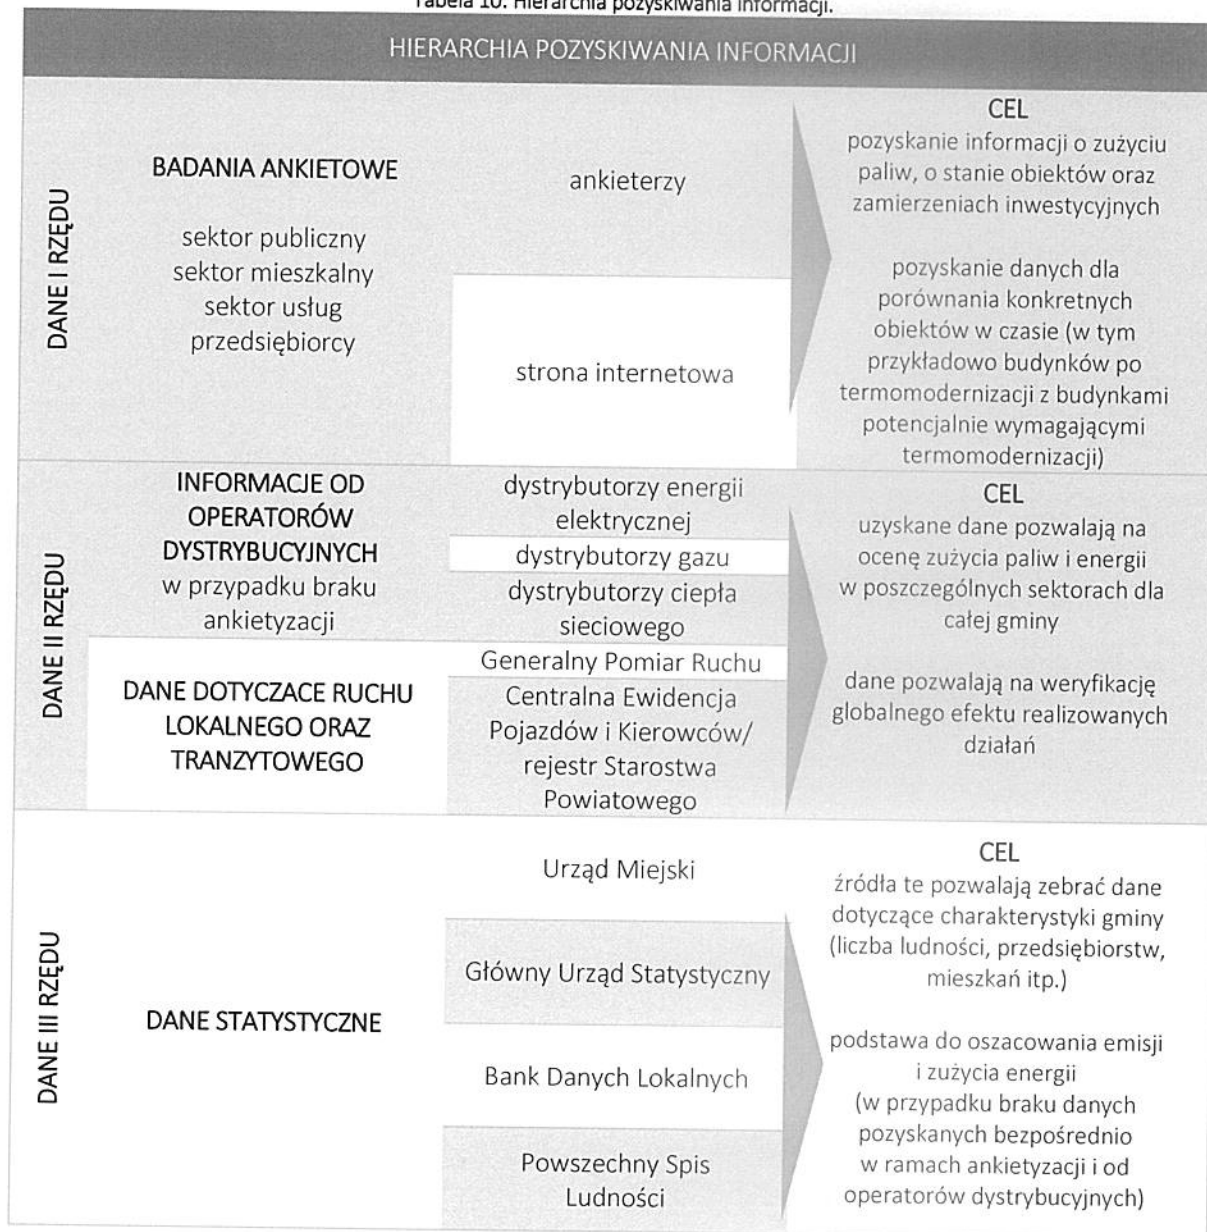 Tabela 10. Hierarchia pozyskiwania informacji.
HIERARCHIA POZYSKIWANIA INFORMACJI
DANE I RZĘDU
BADANIA ANKIETOWE
sektor publiczny
sektor mieszkalny
sektor usług
przedsiębiorcy
ankieterzy
strona internetowa
CEL
pozyskanie informacji o zużyciu
paliw, o stanie obiektów oraz
zamierzeniach inwestycyjnych
pozyskanie danych dla
porównania konkretnych
obiektów w czasie (w tym
przykładowo budynków po
termomodernizacji z budynkami
potencjalnie wymagającymi
termomodernizacji)
DANE II RZĘDU
INFORMACJE OD
OPERATORÓW
DYSTRYBUCYJNYCH
w przypadku braku
ankietyzacji
dystrybutorzy energii
elektrycznej
dystrybutorzy gazu
dystrybutorzy ciepła
sieciowego
DANE DOTYCZACE RUCHU
LOKALNEGO ORAZ
TRANZYTOWEGO
Generalny Pomiar Ruchu
Centralna Ewidencja
Pojazdów i Kierowców/
rejestr Starostwa
Powiatowego
CEL
uzyskane dane pozwalają na
ocenę zużycia paliw i energii
w poszczególnych sektorach dla
całej gminy
dane pozwalają na weryfikację
globalnego efektu realizowanych
działań
DANE III RZĘDU
DANE STATYSTYCZNE
Urząd Miejski
Główny Urząd Statystyczny
Bank Danych Lokalnych
Powszechny Spis
Ludności
CEL
źródła te pozwalają zebrać dane
dotyczące charakterystyki gminy
(liczba ludności, przedsiębiorstw,
mieszkań itp.)
podstawa do oszacowania emisji
i zużycia energii
(w przypadku braku danych
pozyskanych bezpośrednio
w ramach ankietyzacji i od
operatorów dystrybucyjnych)